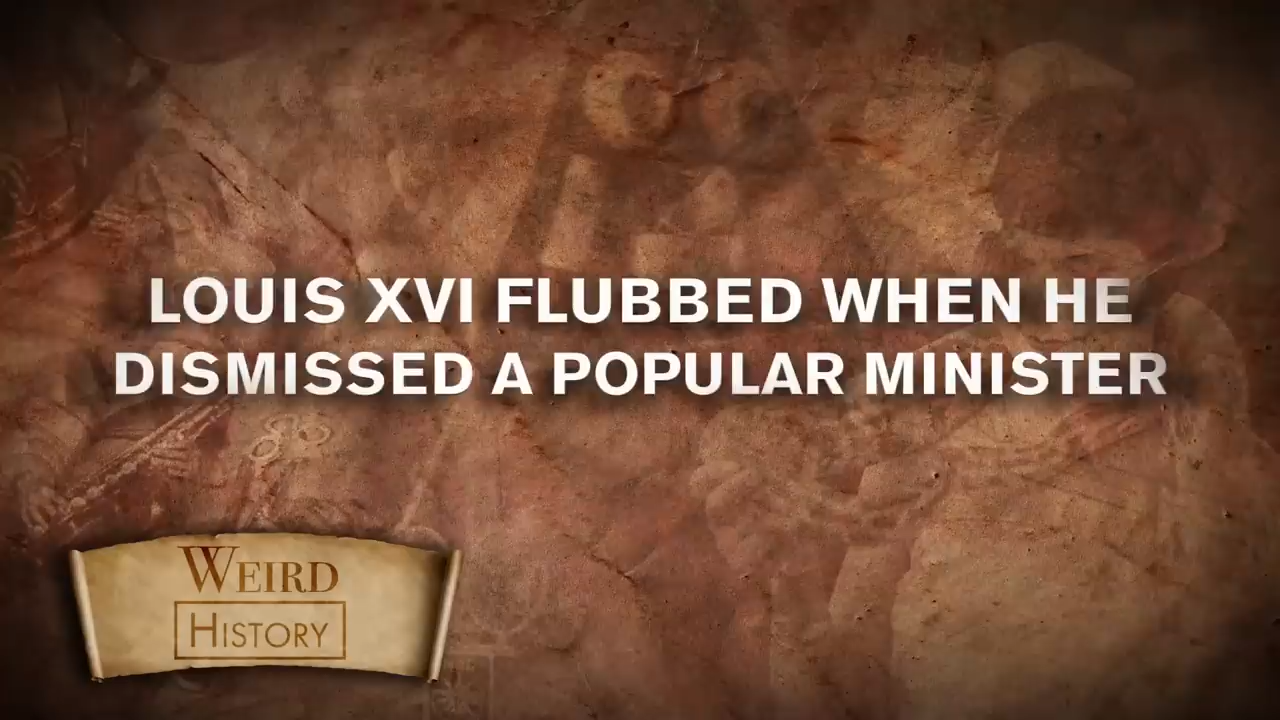 LOUIS XVI FLUBBED WHEN HE
DISMISSED A POPULAR MINISTER
WEIRD
HISTORY